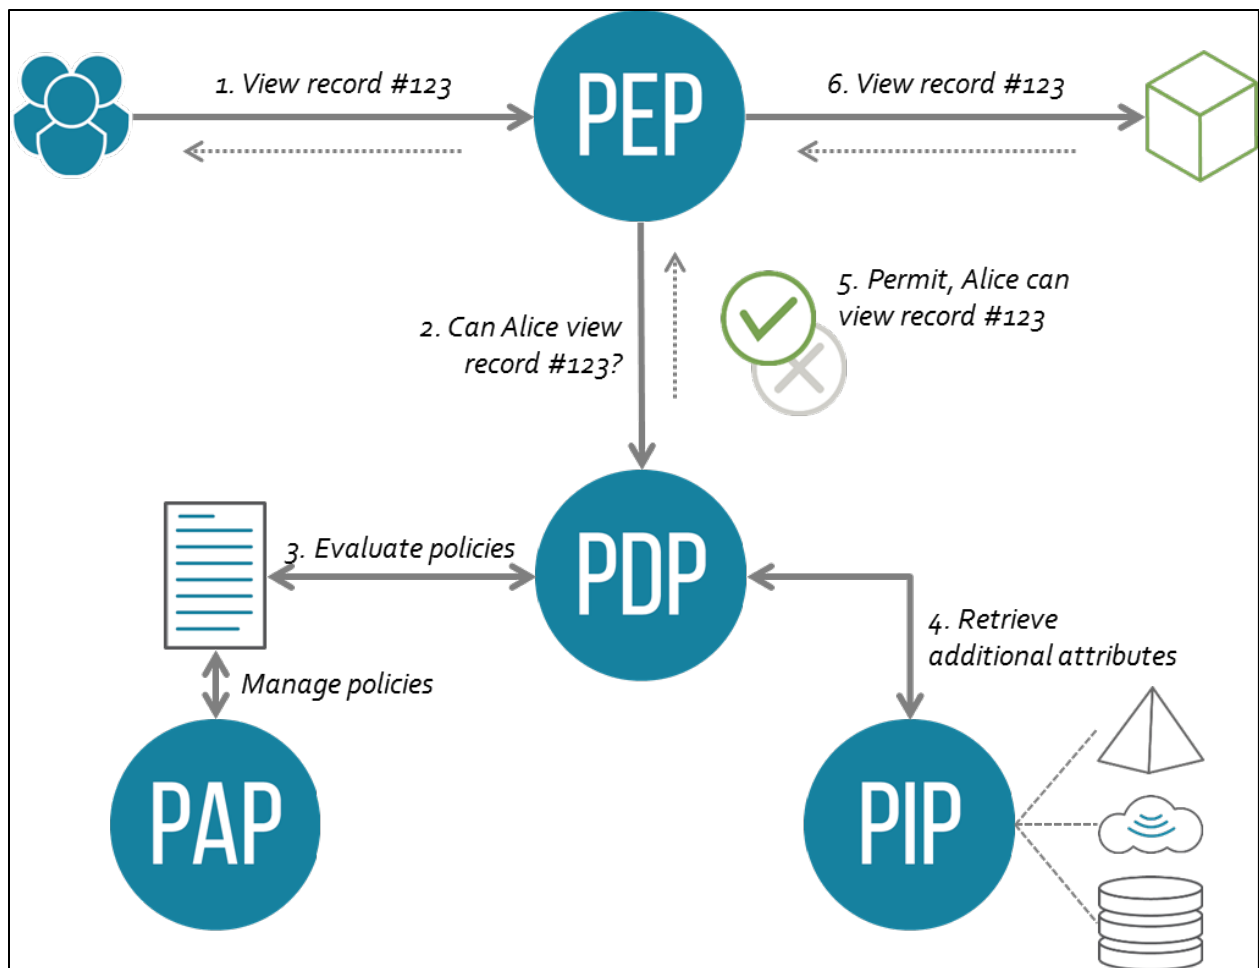 1. View record #123
PEP
6. View record #123
2. Can Alice view
record #123?
5. Permit, Alice can
view record #123
3. Evaluate policies
PDP
4. Retrieve
additional attributes
Manage policies
PAP
PIP